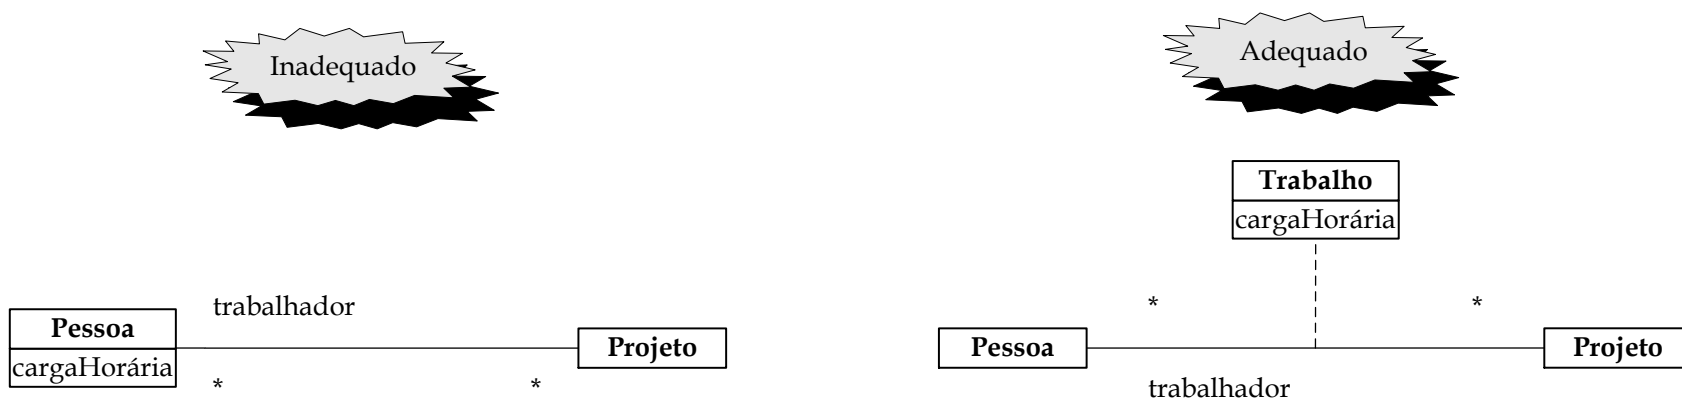 Inadequado
trabalhador
Pessoa
cargaHorária
Projeto
*
*
Adequado
Trabalho
cargaHorária
*
*
Pessoa
Projeto
trabalhador